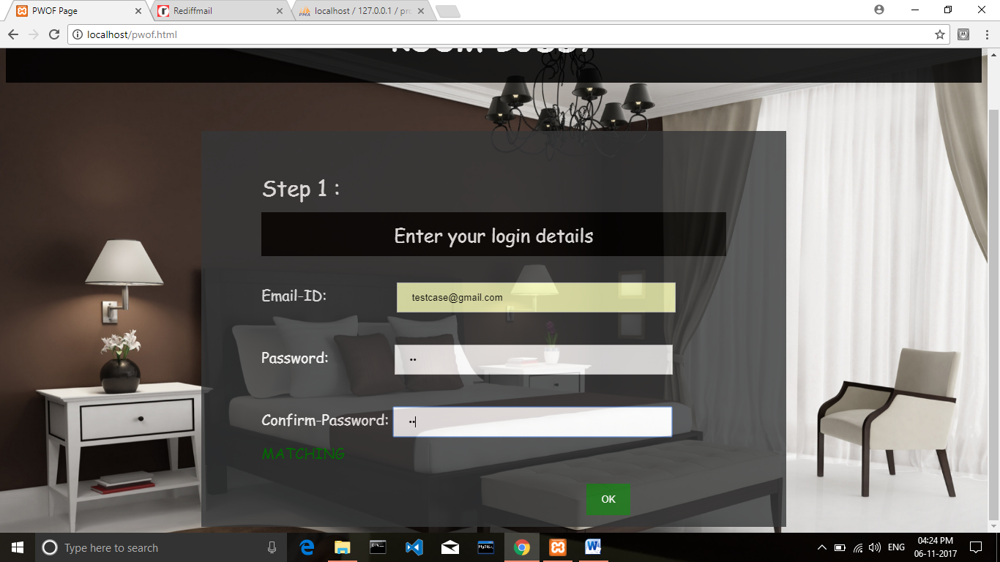 PWOF Page
Rediffmail
localhost / 127.0.0.1 / pro
localhost/pwof.html
Step 1 :
Enter your login details
Email-ID:
testcase@gmail.com
Password:
••
Confirm-Password:
••
MATCHING
OK
Type here to search
ENG
04:24 PM
06-11-2017